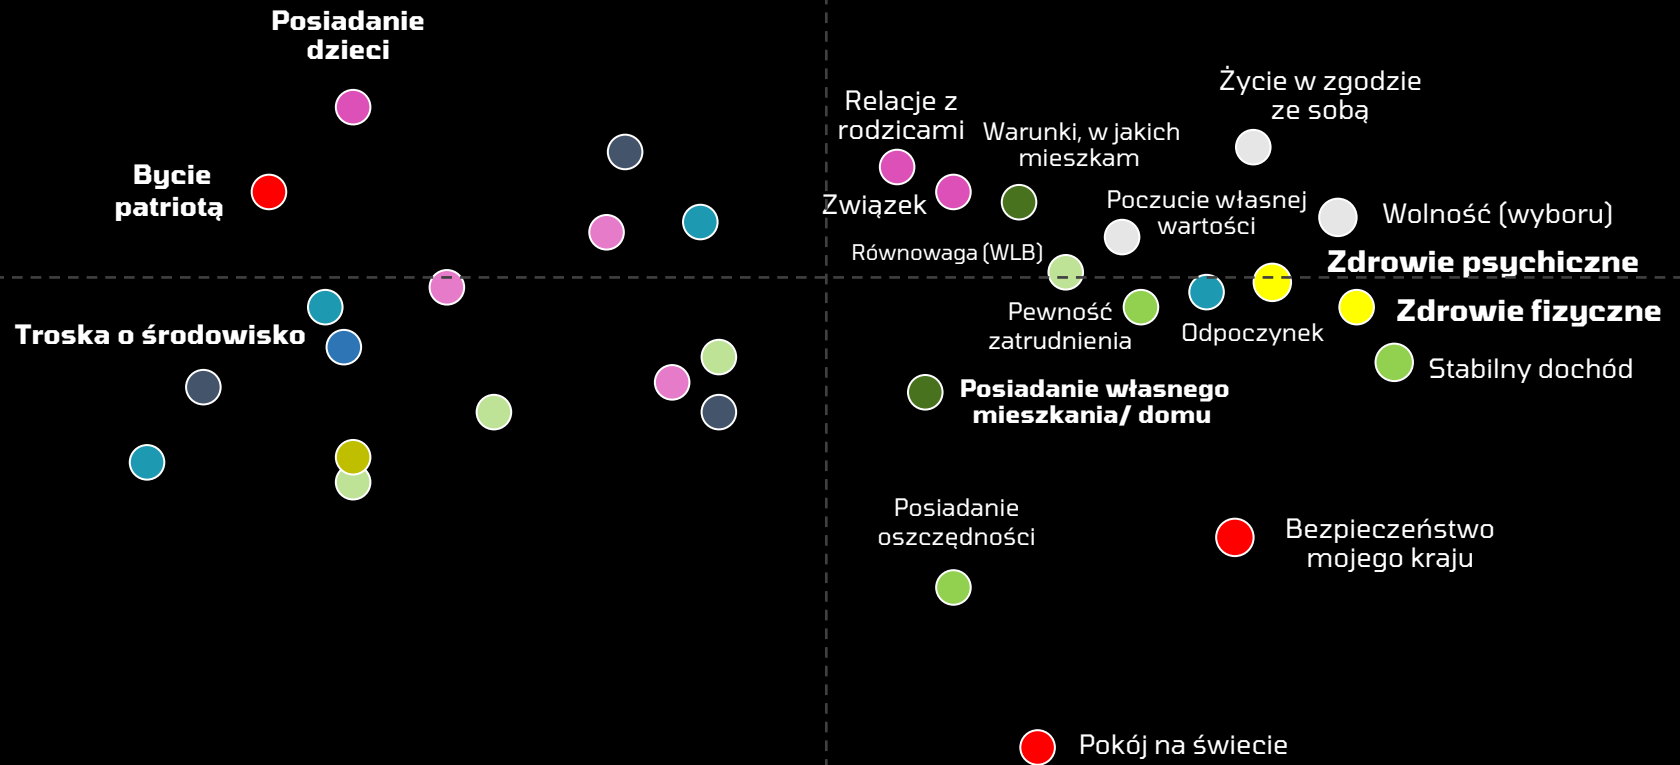 Posiadanie
dzieci
Bycie
patriotą
Troska o środowisko
Relacje z
rodzicami
Związek
Warunki, w jakich
mieszkam
Życie w zgodzie
ze sobą
Poczucie własnej
wartości
Wolność (wyboru)
Równowaga (WLB)
Zdrowie psychiczne
Pewność
zatrudnienia
Odpoczynek
Zdrowie fizyczne
Stabilny dochód
Posiadanie własnego
mieszkania/ domu
Posiadanie
oszczędności
Bezpieczeństwo
mojego kraju
Pokój na świecie